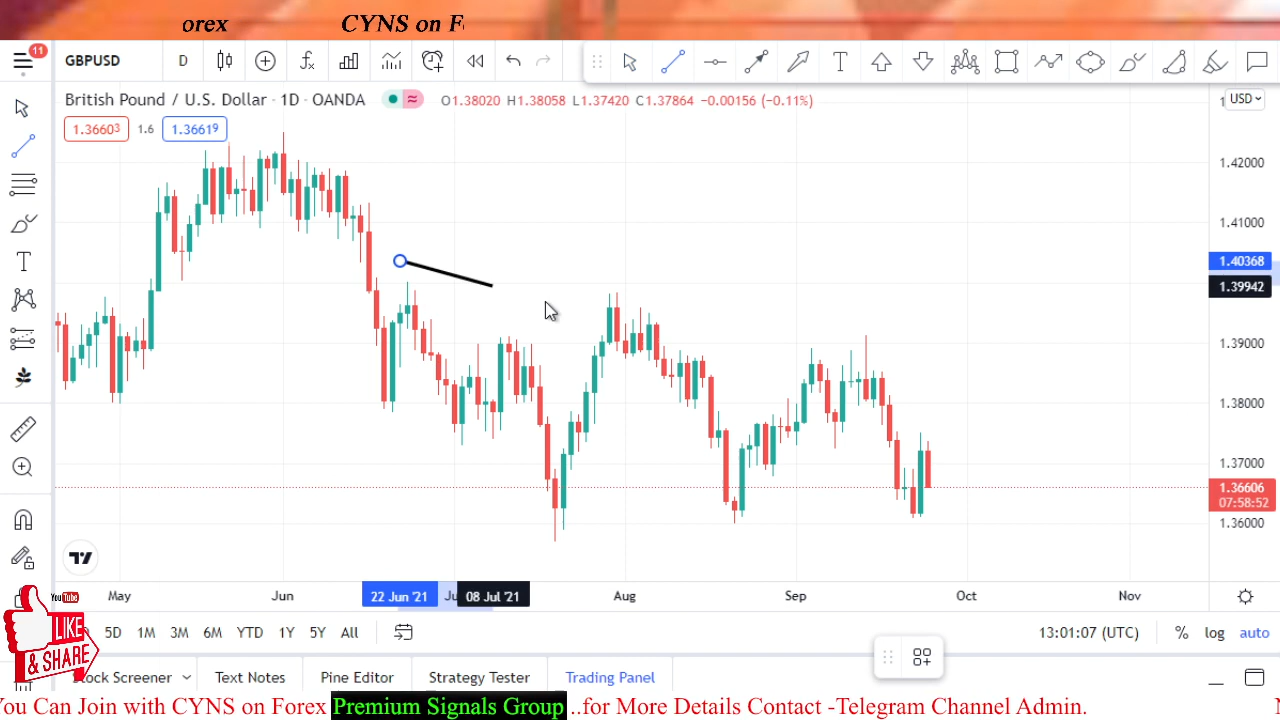 orex CYNS on F
11
GBPUSD D
British Pound / U.S. Dollar · 1D · OANDA O1.38020 H1.38058 L1.37420 C1.37864 −0.00156 (−0.11%)
USD
1.36603 1.6 1.36619
1.42000
1.41000
1.40368
1.39942
1.39000
1.38000
1.37000
1.36606
07:58:52
1.36000
May Jun 22 Jun '21 08 Jul '21 Aug Sep Oct Nov
5D 1M 3M 6M YTD 1Y 5Y All 13:01:07 (UTC) % log auto
YouTube
LIKE
& SHARE
Stock Screener Text Notes Pine Editor Strategy Tester Trading Panel
You Can Join with CYNS on Forex Premium Signals Group ..for More Details Contact -Telegram Channel Admin.